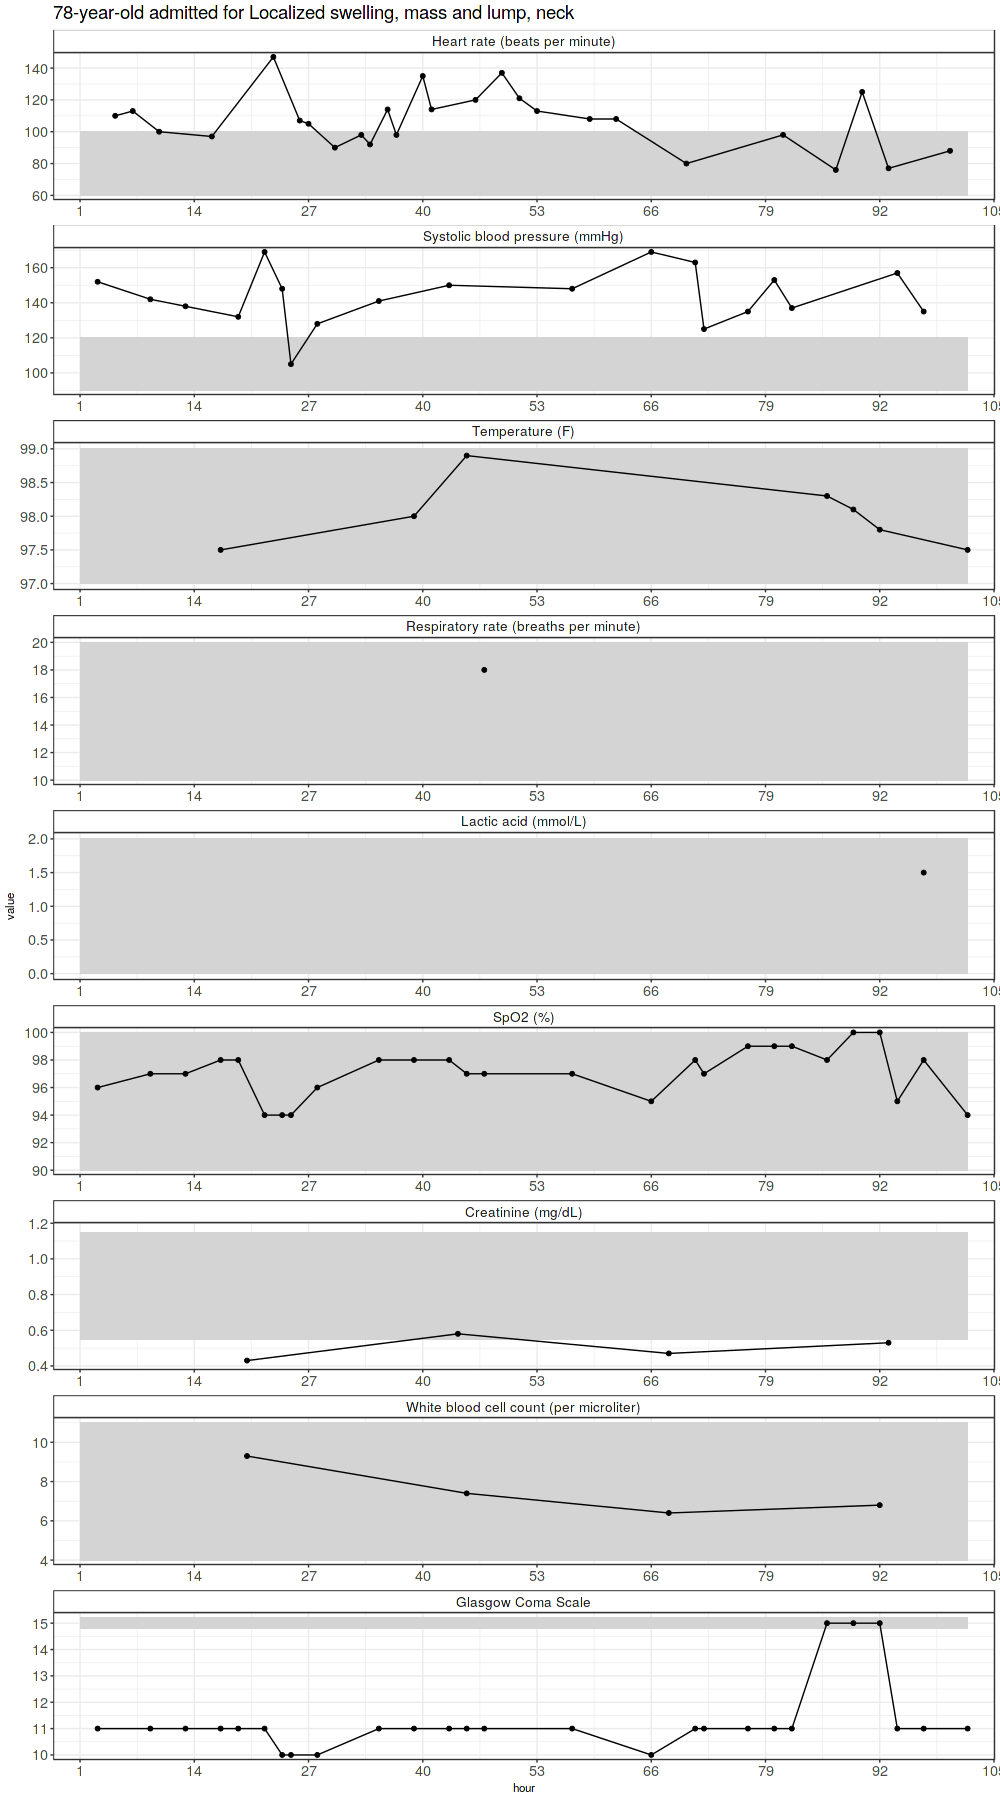 78-year-old admitted for Localized swelling, mass and lump, neck
Heart rate (beats per minute)
140
120
100
80
60
1 14 27 40 53 66 79 92 105
Systolic blood pressure (mmHg)
160
140
120
100
1 14 27 40 53 66 79 92 105
Temperature (F)
99.0
98.5
98.0
97.5
97.0
1 14 27 40 53 66 79 92 105
Respiratory rate (breaths per minute)
20
18
16
14
12
10
1 14 27 40 53 66 79 92 105
Lactic acid (mmol/L)
2.0
1.5
1.0
0.5
0.0
1 14 27 40 53 66 79 92 105
value
SpO2 (%)
100
98
96
94
92
90
1 14 27 40 53 66 79 92 105
Creatinine (mg/dL)
1.2
1.0
0.8
0.6
0.4
1 14 27 40 53 66 79 92 105
White blood cell count (per microliter)
10
8
6
4
1 14 27 40 53 66 79 92 105
Glasgow Coma Scale
15
14
13
12
11
10
1 14 27 40 53 66 79 92 105
hour